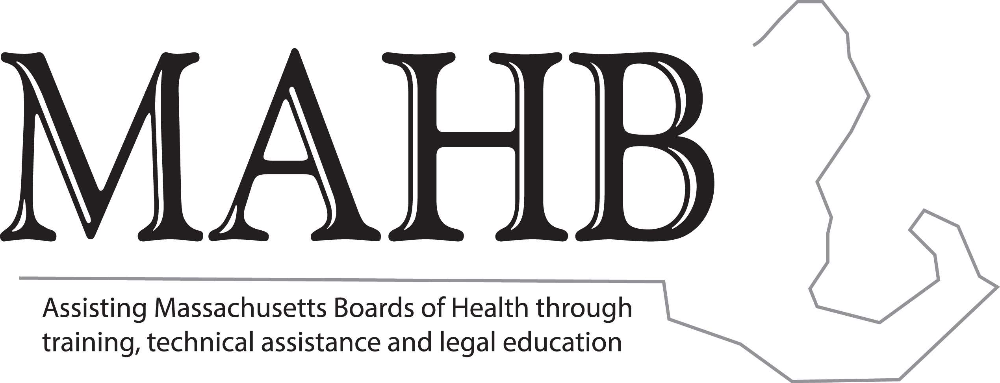 MAHB
Assisting Massachusetts Boards of Health through
training, technical assistance and legal education